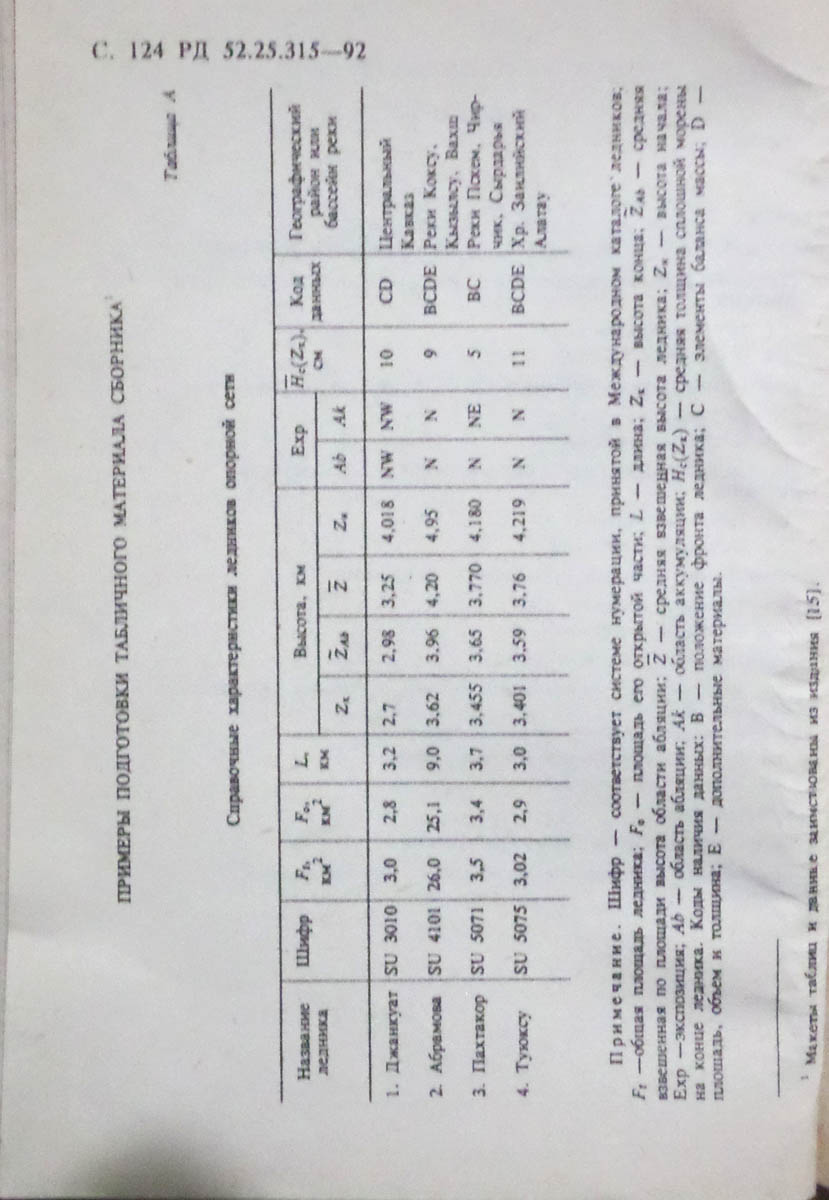 С. 124 РД 52.25.315—92
ПРИМЕРЫ ПОДГОТОВКИ ТАБЛИЧНОГО МАТЕРИАЛА СБОРНИКА¹
Таблица А
Справочные характеристики ледников опорной сети
Название ледника | Шифр | F_t, км² | F_o, км² | L, км | Высота, км | Exp | H̅_c(Z_к), см | Код данных | Географический район или бассейн реки
Z_к | Z̅_Аb | Z̅ | Z_н | Ab | Ak
1. Джанкуат | SU 3010 | 3,0 | 2,8 | 3,2 | 2,7 | 2,98 | 3,25 | 4,018 | NW | NW | 10 | CD | Центральный Кавказ
2. Абрамова | SU 4101 | 26,0 | 25,1 | 9,0 | 3,62 | 3,96 | 4,20 | 4,95 | N | N | 9 | BCDE | Реки Коксу, Кызылсу, Вахш
3. Пахтакор | SU 5071 | 3,5 | 3,4 | 3,7 | 3,455 | 3,65 | 3,770 | 4,180 | N | NE | 5 | BC | Реки Пскем, Чирчик, Сырдарья
4. Туюксу | SU 5075 | 3,02 | 2,9 | 3,0 | 3,401 | 3,59 | 3,76 | 4,219 | N | N | 11 | BCDE | Хр. Заилийский Алатау
Примечание. Шифр — соответствует системе нумерации, принятой в Международном каталоге ледников;
F_t —общая площадь ледника; F_o — площадь его открытой части; L — длина; Z_к — высота конца; Z̅_Аb — средняя
взвешенная по площади высота области абляции; Z̅ — средняя взвешенная высота ледника; Z_н — высота начала;
Exp —экспозиция; Ab — область абляции; Ak — область аккумуляции; H_c(Z_к) — средняя толщина сплошной морены
на конце ледника. Коды наличия данных: B — положение фронта ледника; C — элементы баланса массы; D —
площадь, объем и толщина; E — дополнительные материалы.
¹ Макеты таблиц и данные заимствованы из издания [15].